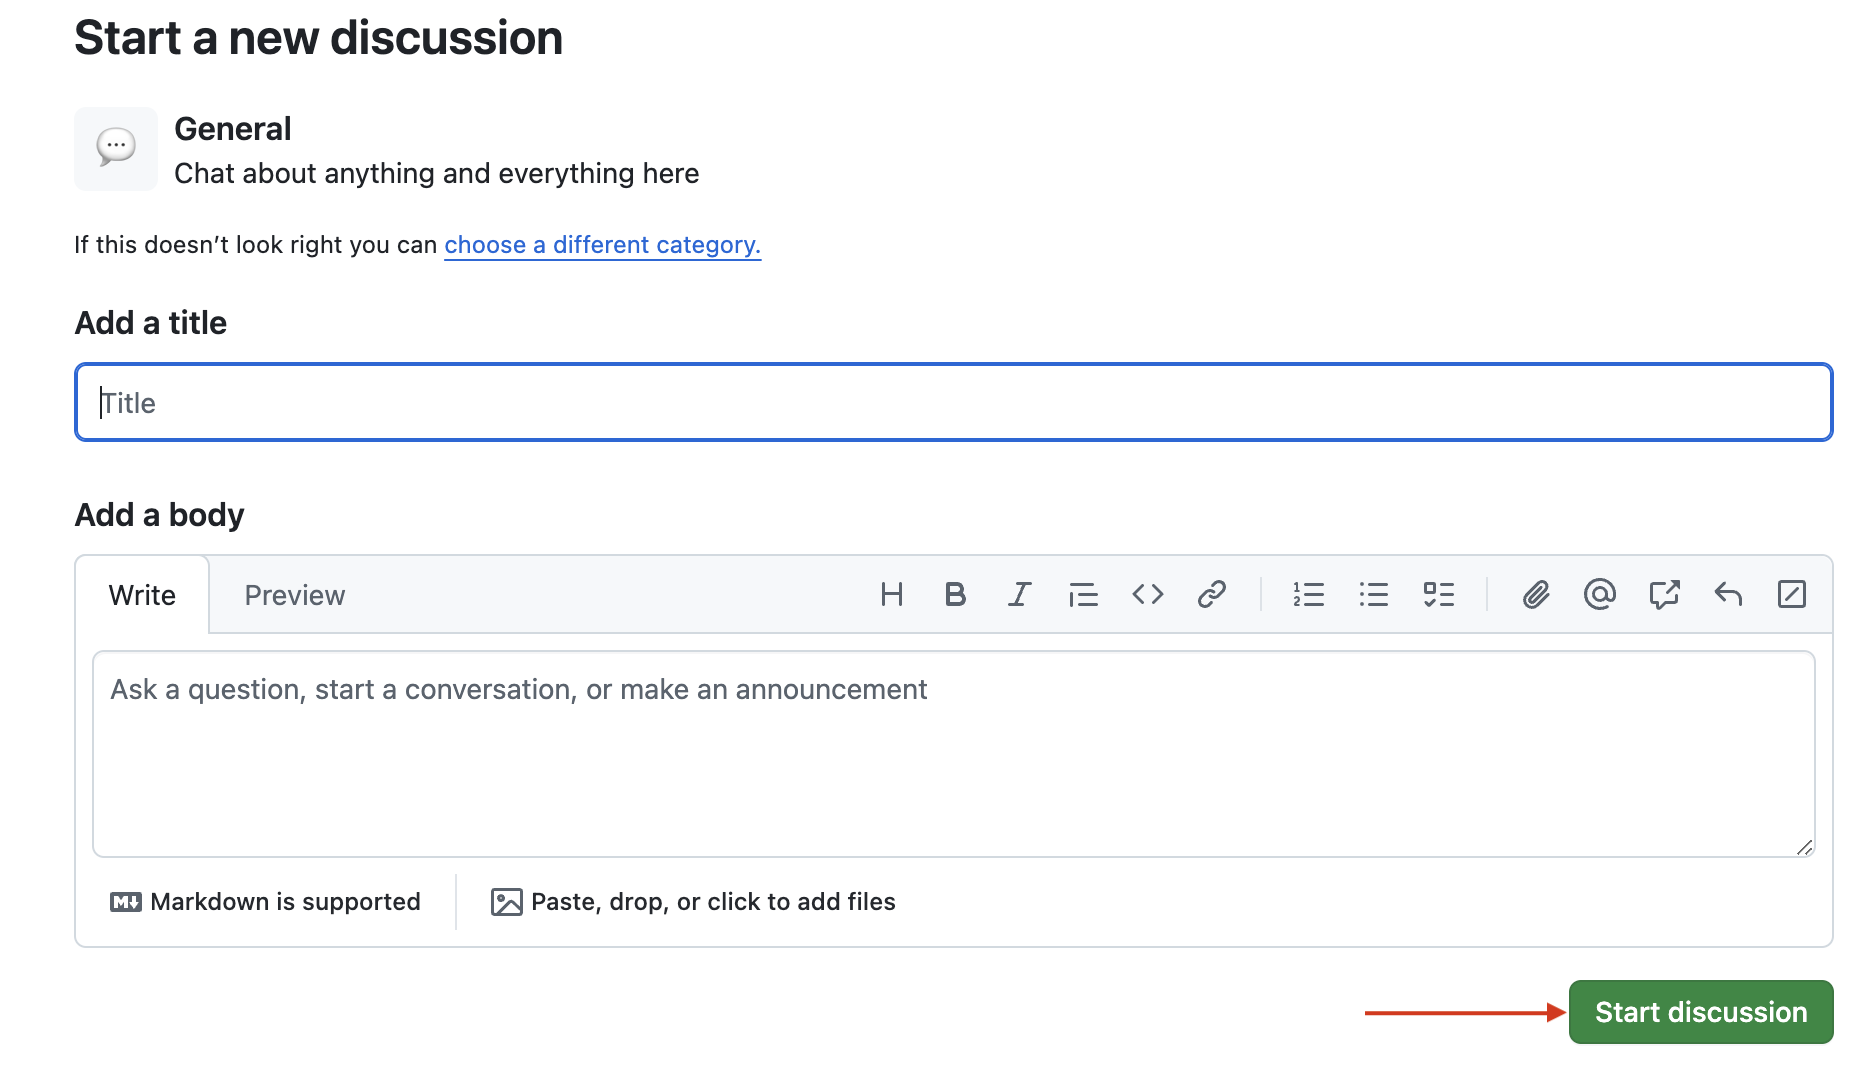 Start a new discussion
General
Chat about anything and everything here
If this doesn’t look right you can choose a different category.
Add a title
Title
Add a body
Write
Preview
Ask a question, start a conversation, or make an announcement
Markdown is supported
Paste, drop, or click to add files
Start discussion